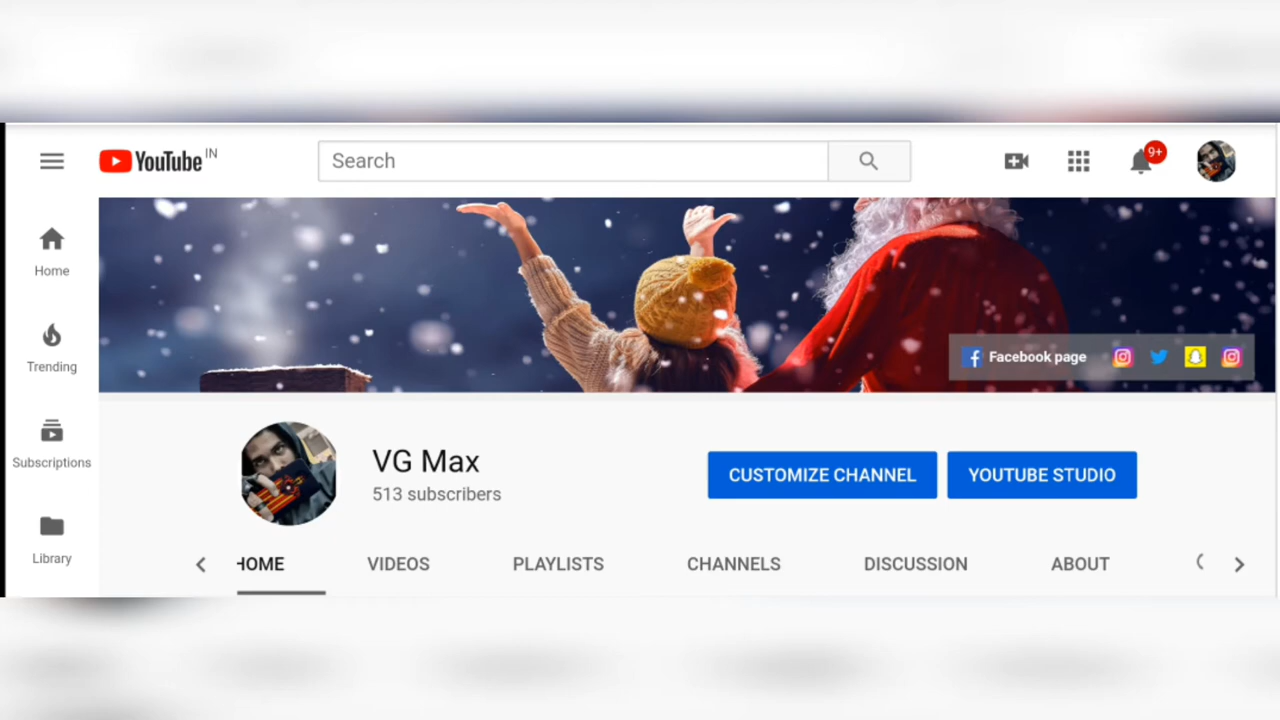 YouTube IN
Search
9+
Home
Trending
Subscriptions
Library
Facebook page
VG Max
513 subscribers
CUSTOMIZE CHANNEL
YOUTUBE STUDIO
HOME
VIDEOS
PLAYLISTS
CHANNELS
DISCUSSION
ABOUT